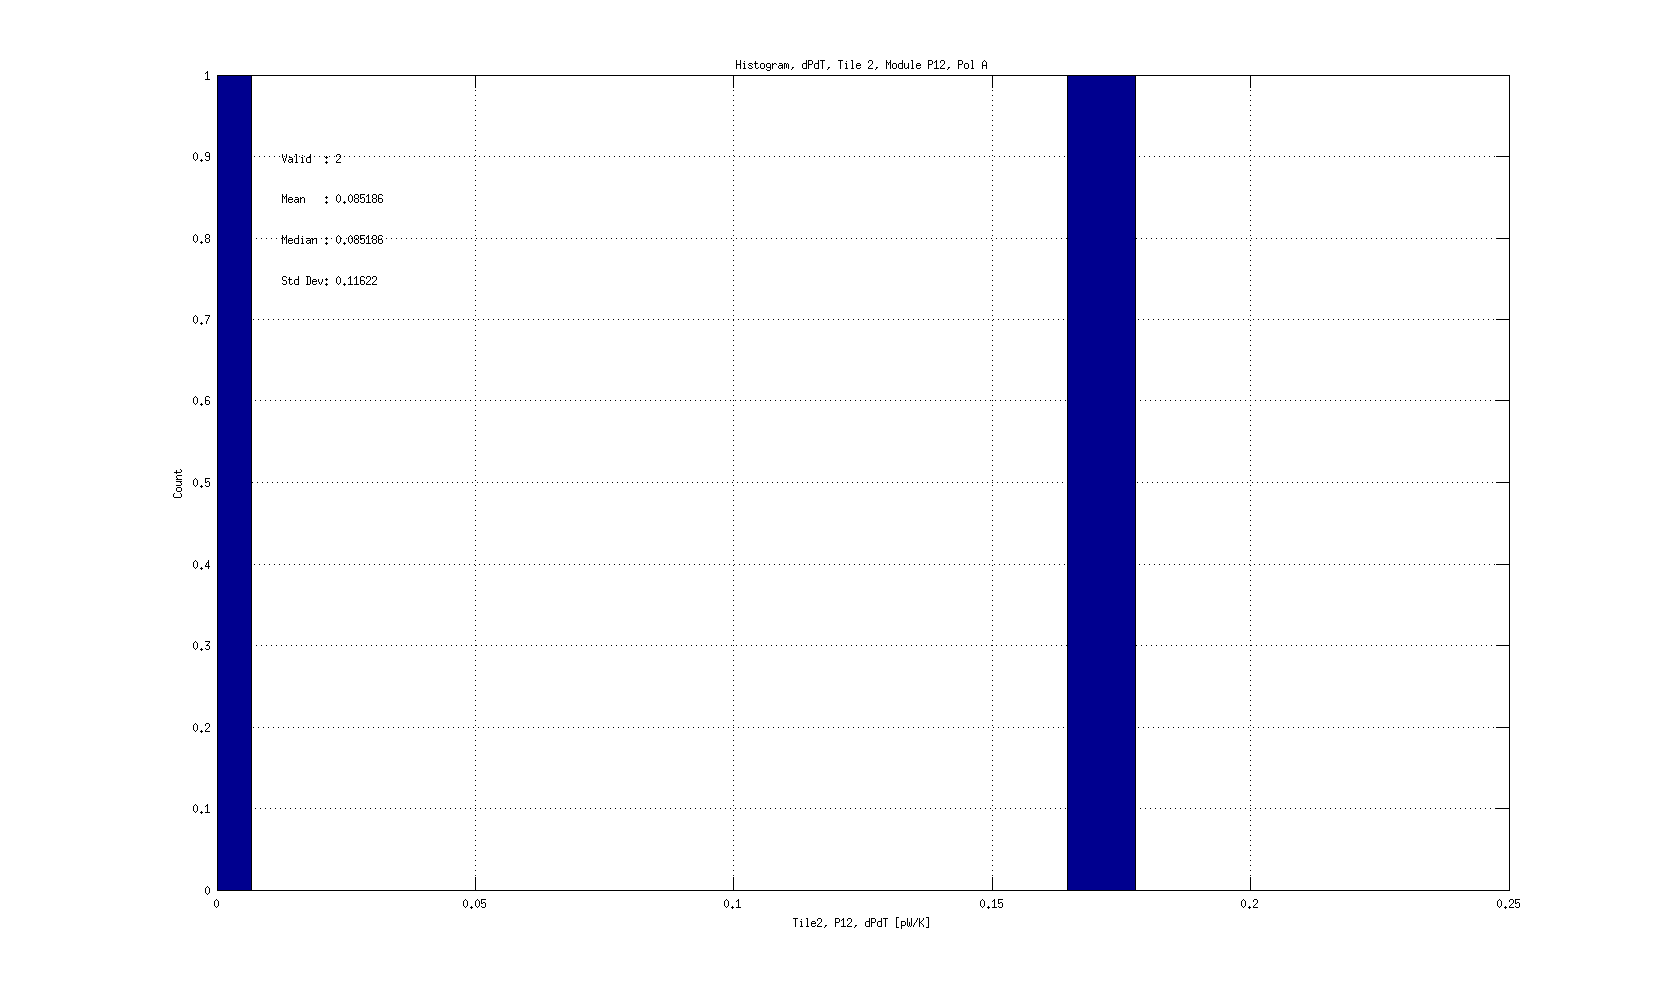 Histogram, dPdT, Tile 2, Module P12, Pol A
1
0.9
0.8
0.7
0.6
0.5
0.4
0.3
0.2
0.1
0
Count
Valid : 2
Mean : 0.085186
Median : 0.085186
Std Dev: 0.11622
0 0.05 0.1 0.15 0.2 0.25
Tile2, P12, dPdT [pW/K]